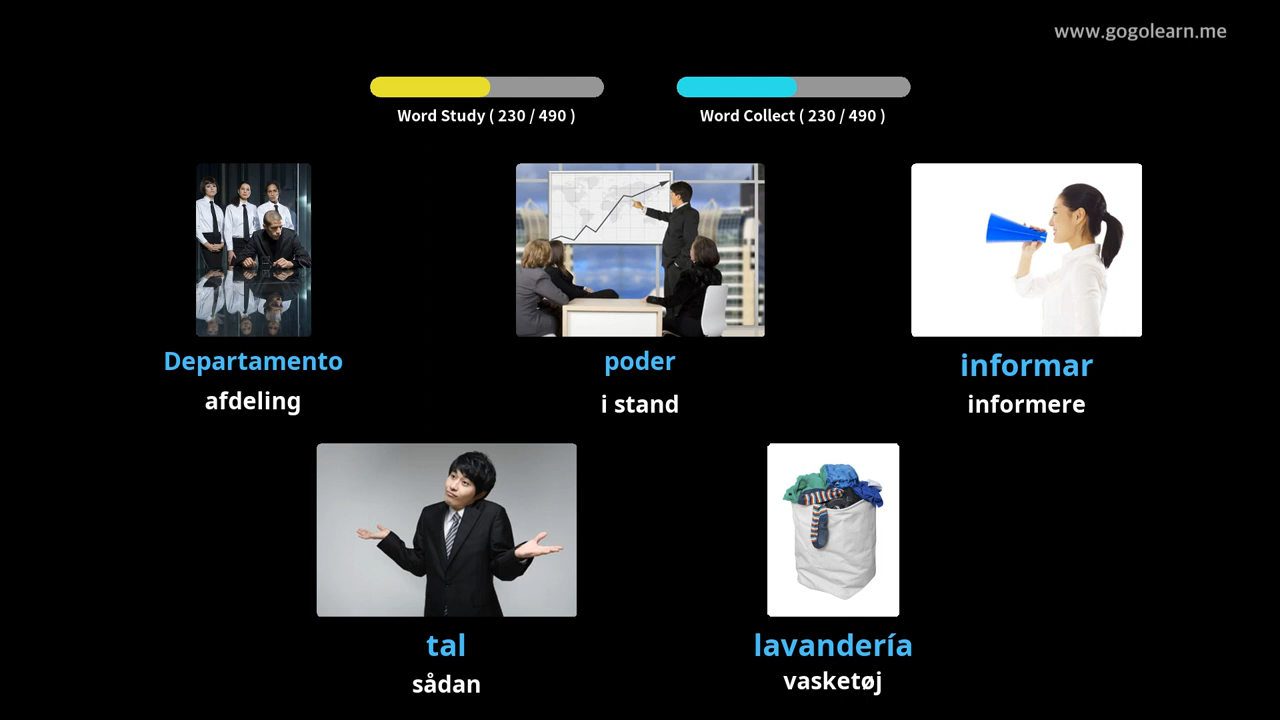 www.gogolearn.me
Word Study ( 230 / 490 )
Word Collect ( 230 / 490 )
Departamento
afdeling
poder
i stand
informar
informere
tal
sådan
lavandería
vasketøj